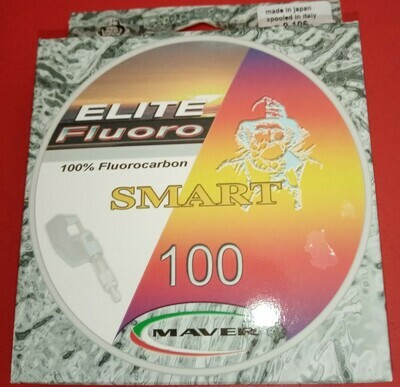 made in japan
spooled in italy
ELITE
Fluoro
100% Fluorocarbon
SMART
100
MAVER